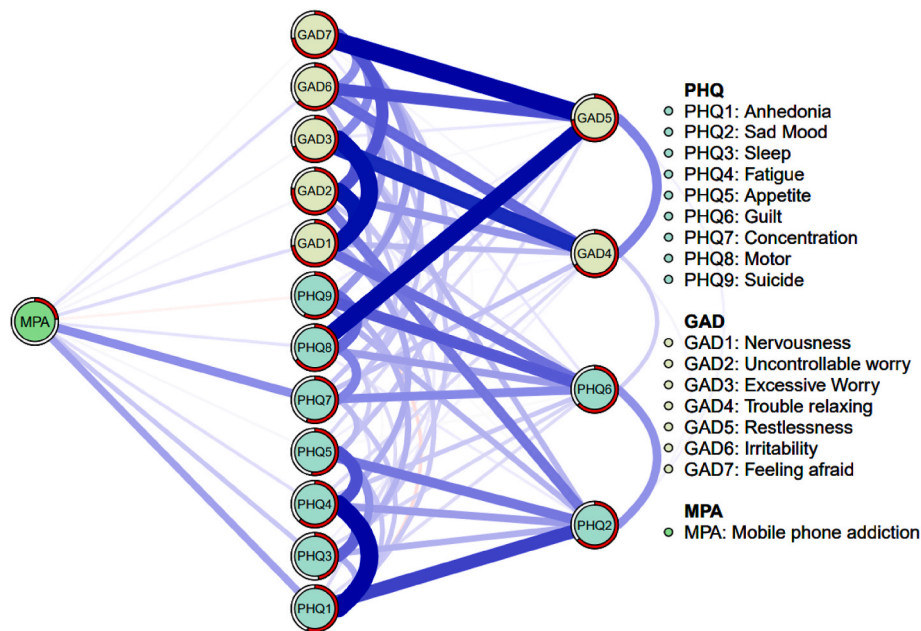 MPA
GAD7
GAD6
GAD3
GAD2
GAD1
PHQ9
PHQ8
PHQ7
PHQ5
PHQ4
PHQ3
PHQ1
GAD5
GAD4
PHQ6
PHQ2
PHQ
PHQ1: Anhedonia
PHQ2: Sad Mood
PHQ3: Sleep
PHQ4: Fatigue
PHQ5: Appetite
PHQ6: Guilt
PHQ7: Concentration
PHQ8: Motor
PHQ9: Suicide
GAD
GAD1: Nervousness
GAD2: Uncontrollable worry
GAD3: Excessive Worry
GAD4: Trouble relaxing
GAD5: Restlessness
GAD6: Irritability
GAD7: Feeling afraid
MPA
MPA: Mobile phone addiction